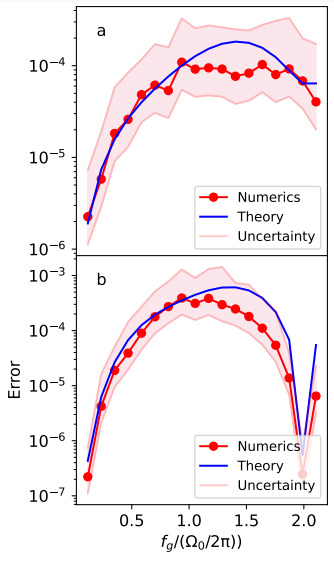 a
10⁻⁴
10⁻⁵
10⁻⁶
Numerics
Theory
Uncertainty
b
10⁻³
10⁻⁴
10⁻⁵
10⁻⁶
10⁻⁷
Error
Numerics
Theory
Uncertainty
0.5 1.0 1.5 2.0
f_g/(Ω₀/2π))